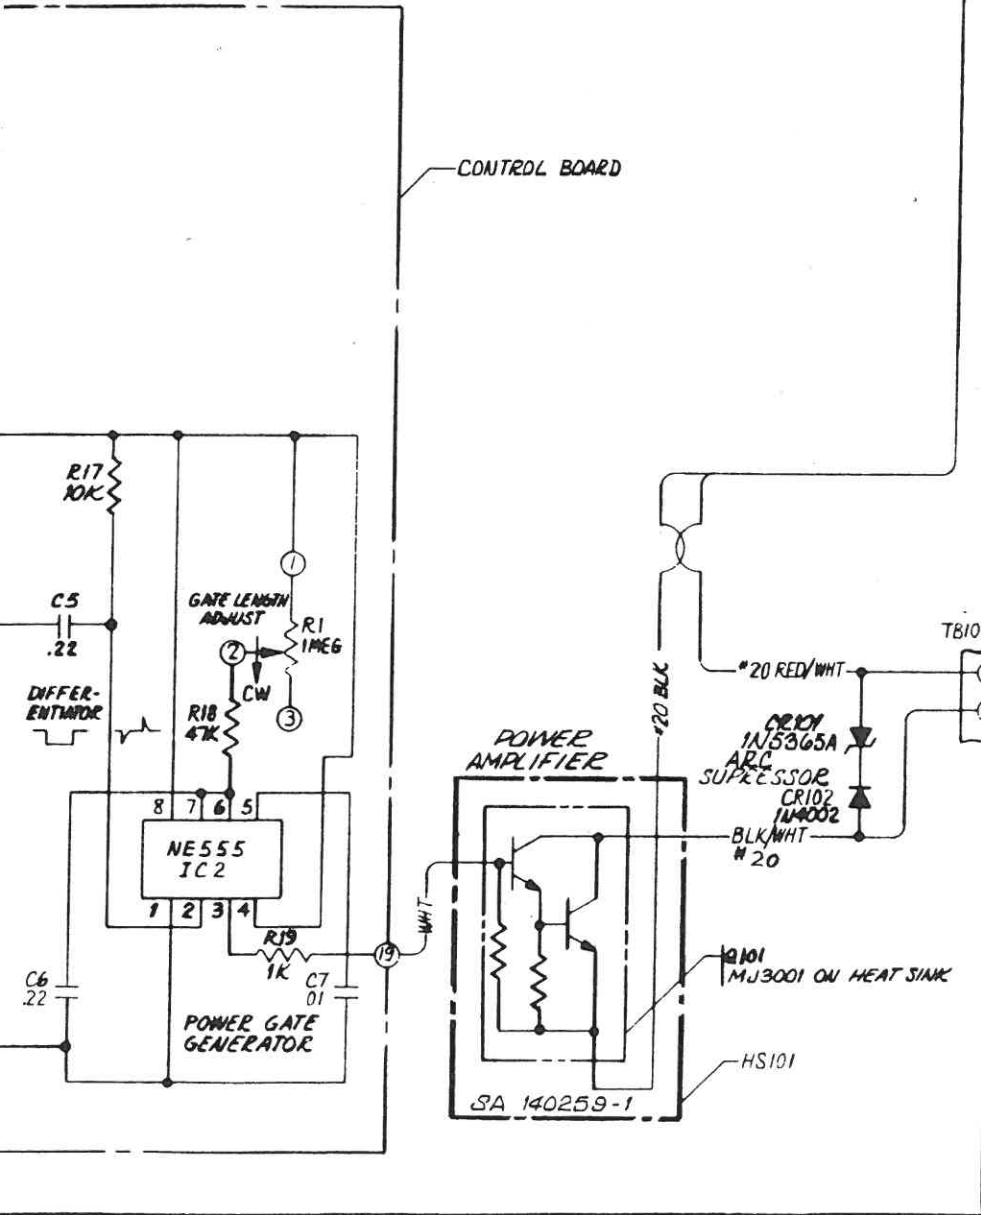 CONTROL BOARD
R17
10K
1
C5
.22
GATE LENGTH
ADJUST
R1
1MEG
2
CW
3
R18
47K
DIFFER-
ENTIATOR
TB10
#20 RED/WHT
#20 BLK
CR101
1N5365A
ARC
SUPRESSOR
CR102
1N4002
BLK/WHT
#20
POWER
AMPLIFIER
8 7 6 5
NE555
IC2
1 2 3 4
R19
1K
19
WHT
C6
.22
C7
01
POWER GATE
GENERATOR
Q101
MJ3001 ON HEAT SINK
HS101
SA 140259-1